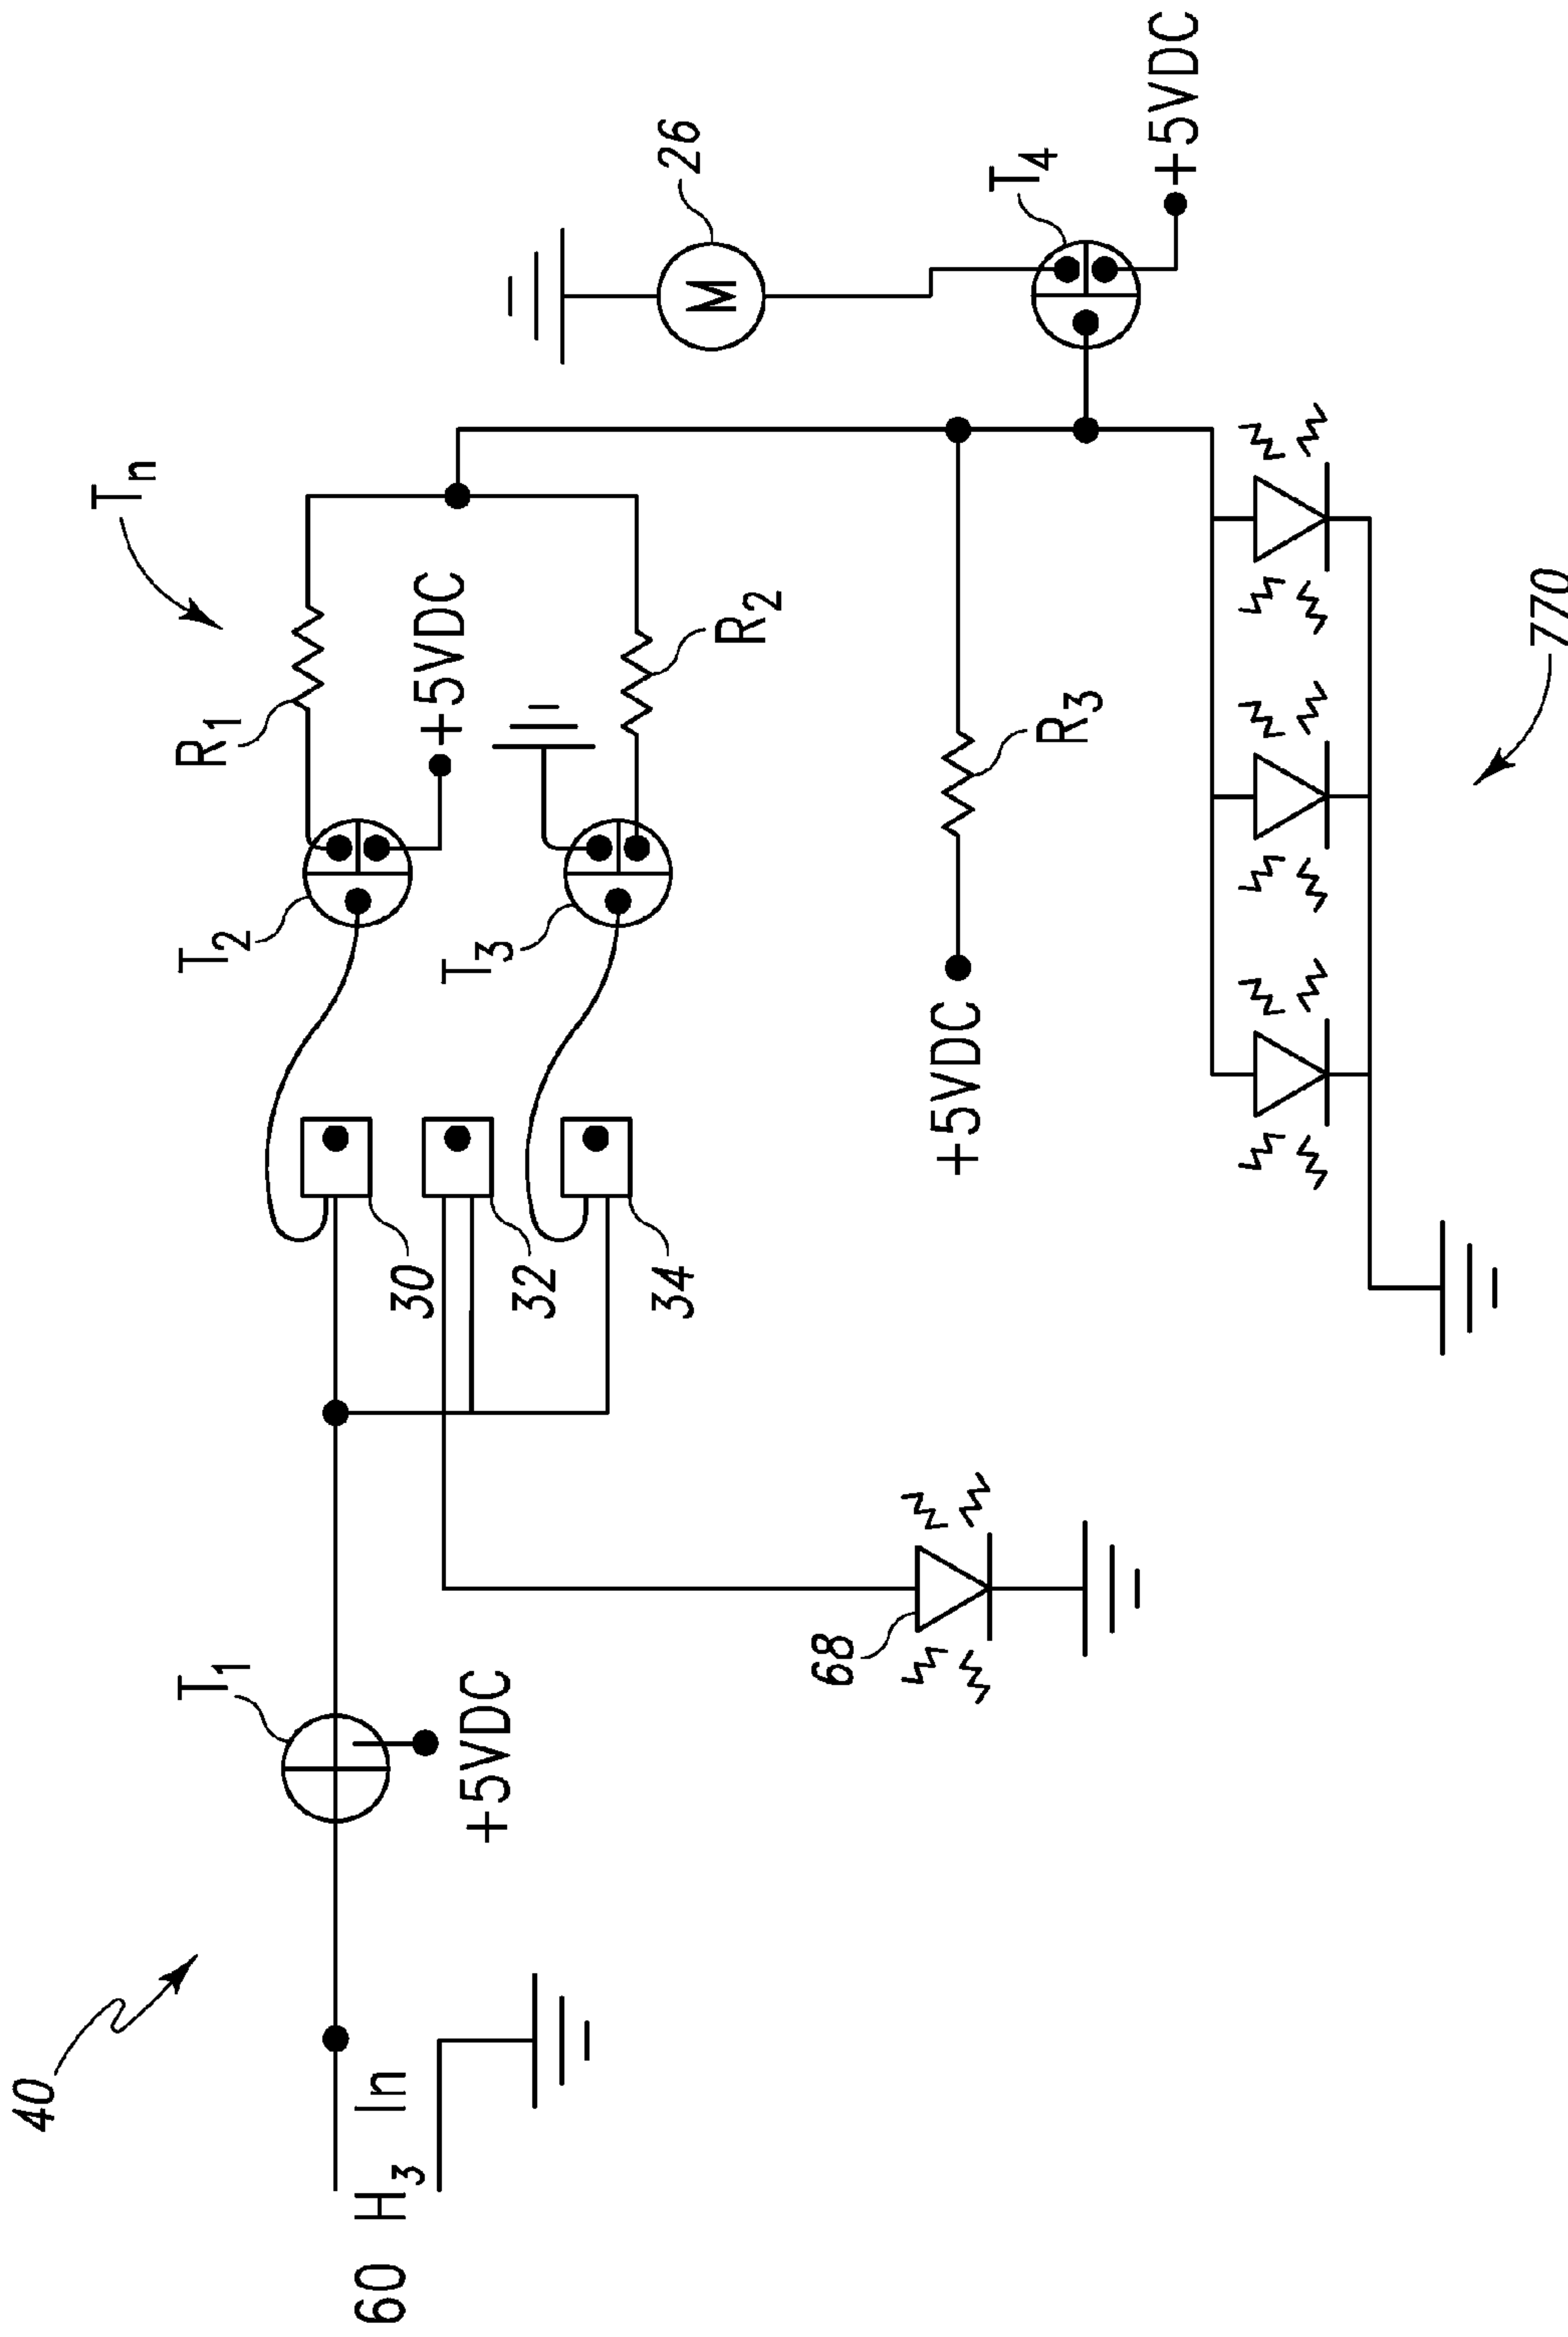 40
60 H3 In
T1
+5VDC
68
30
32
34
T2
T3
R1
+5VDC
R2
Tn
+5VDC
R3
26
M
T4
+5VDC
770